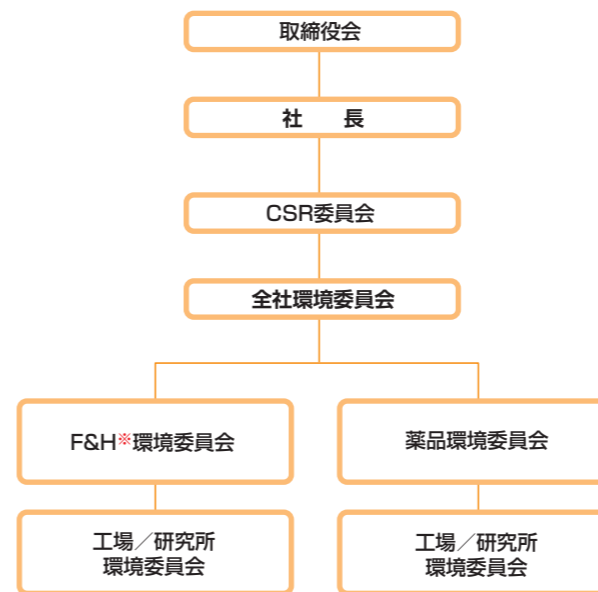 取締役会
社　長
CSR委員会
全社環境委員会
F&H※環境委員会
薬品環境委員会
工場／研究所
環境委員会
工場／研究所
環境委員会